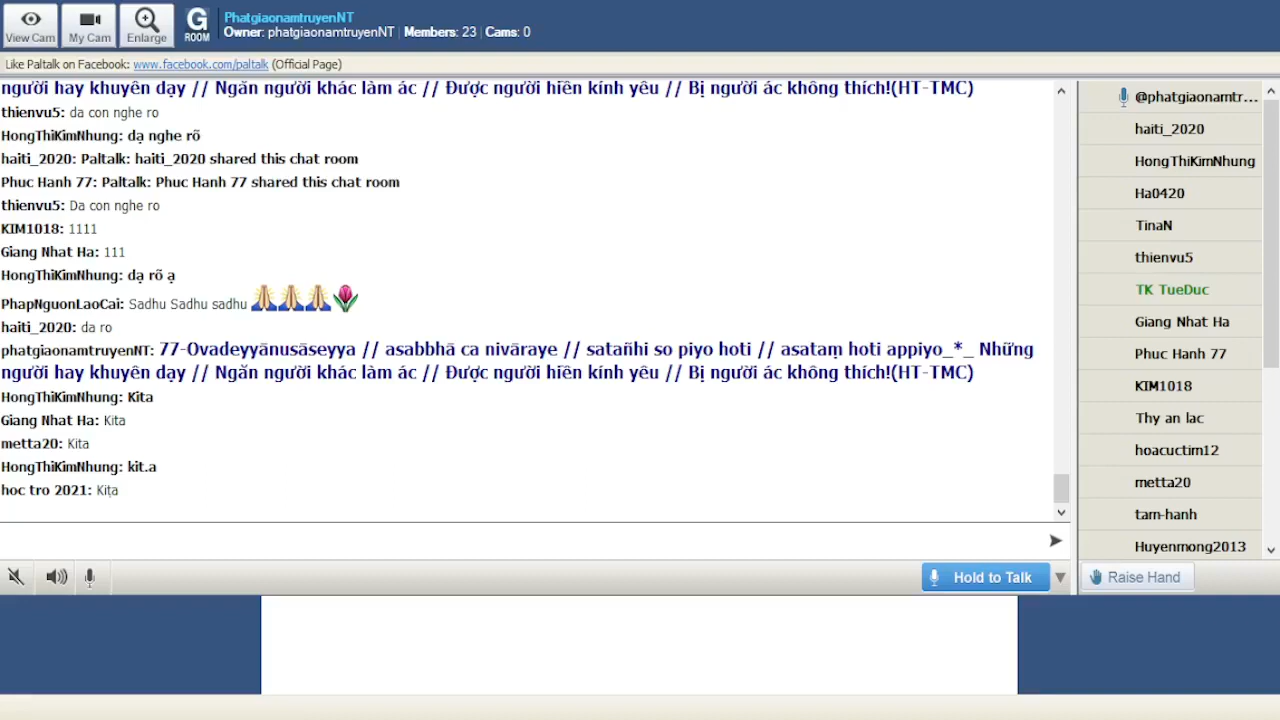 View Cam
My Cam
Enlarge
G
ROOM
PhatgiaonamtruyenNT
Owner: phatgiaonamtruyenNT | Members: 23 | Cams: 0
Like Paltalk on Facebook: www.facebook.com/paltalk (Official Page)
người hay khuyên dạy // Ngăn người khác làm ác // Được người hiền kính yêu // Bị người ác không thích!(HT-TMC)
thienvu5: da con nghe ro
HongThiKimNhung: dạ nghe rõ
haiti_2020: Paltalk: haiti_2020 shared this chat room
Phuc Hanh 77: Paltalk: Phuc Hanh 77 shared this chat room
thienvu5: Da con nghe ro
KIM1018: 1111
Giang Nhat Ha: 111
HongThiKimNhung: dạ rõ ạ
PhapNguonLaoCai: Sadhu Sadhu sadhu
haiti_2020: da ro
phatgiaonamtruyenNT: 77-Ovadeyyānusāseyya // asabbhā ca nivāraye // satañhi so piyo hoti // asataṃ hoti appiyo_*_ Những
người hay khuyên dạy // Ngăn người khác làm ác // Được người hiền kính yêu // Bị người ác không thích!(HT-TMC)
HongThiKimNhung: Kita
Giang Nhat Ha: Kita
metta20: Kita
HongThiKimNhung: kit.a
hoc tro 2021: Kiṭa
Hold to Talk
@phatgiaonamtr...
haiti_2020
HongThiKimNhung
Ha0420
TinaN
thienvu5
TK TueDuc
Giang Nhat Ha
Phuc Hanh 77
KIM1018
Thy an lac
hoacuctim12
metta20
tam-hanh
Huyenmong2013
Raise Hand